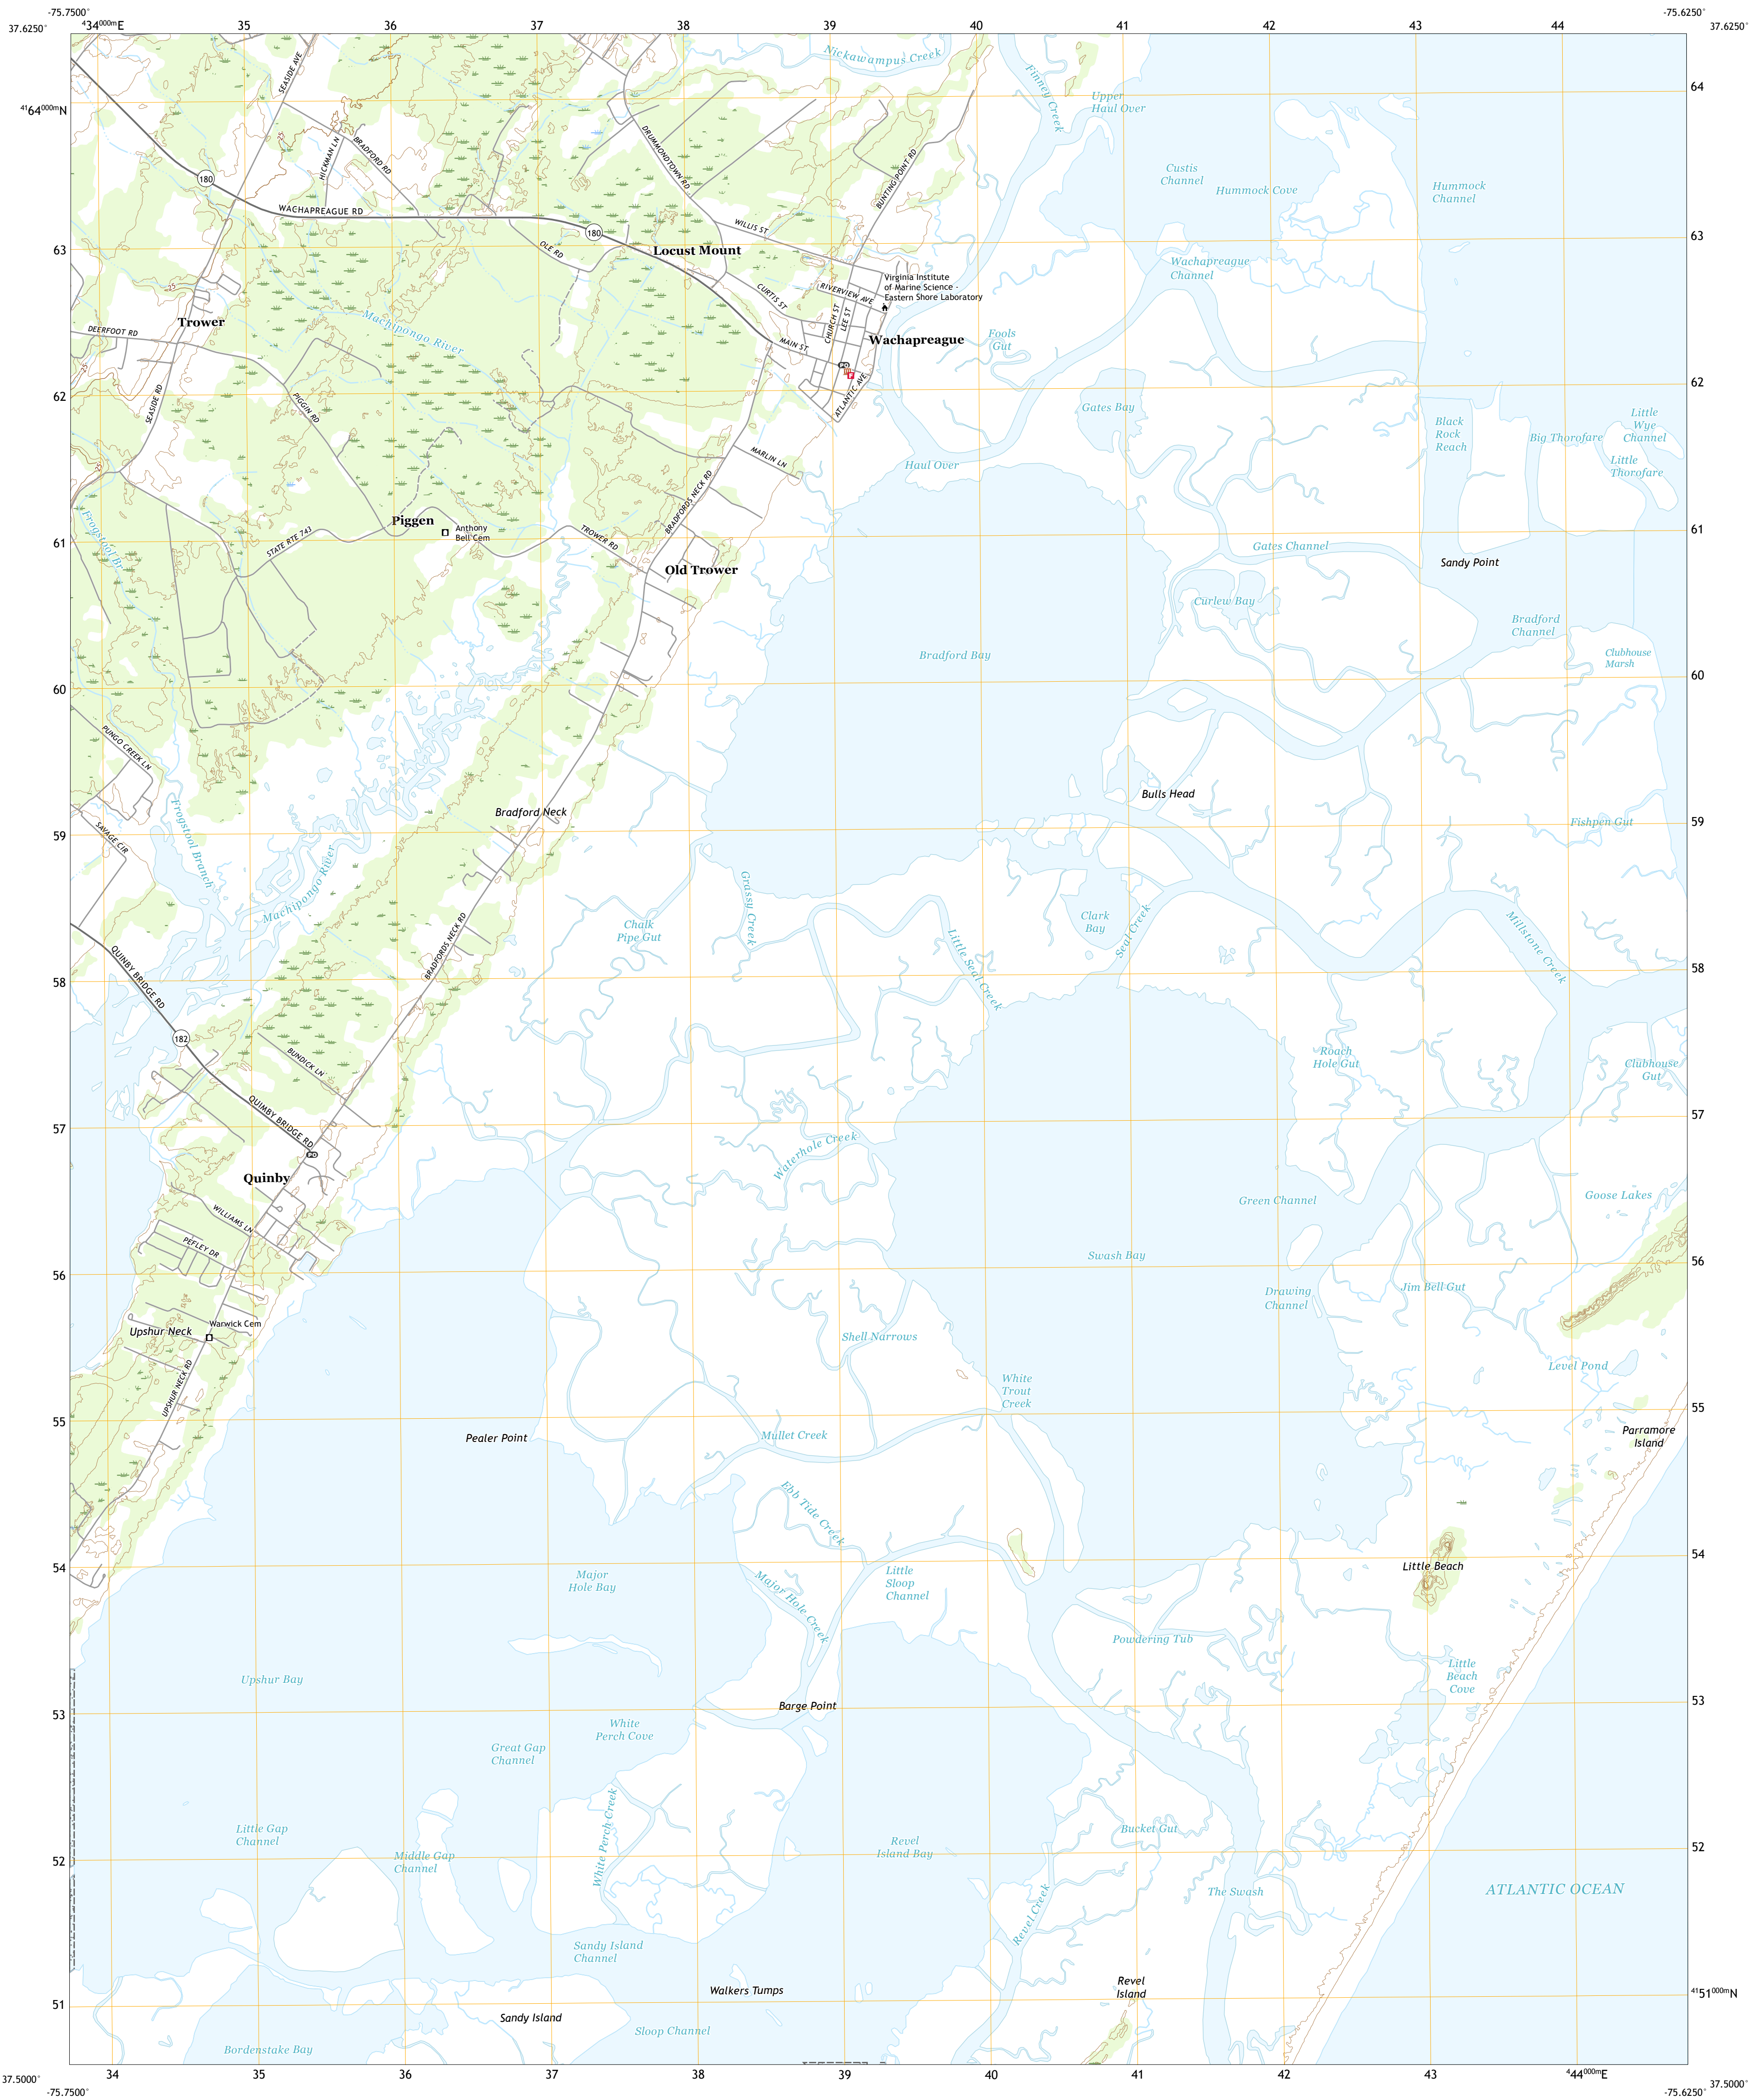 -75.7500°
-75.6250°
37.6250°
⁴34⁰⁰⁰ᵐE
35
36
37
38
39
40
41
42
43
44
37.6250°
Nickawampus Creek
SEASIDE AVE
Finney Creek
Upper
Haul Over
64
⁴¹64⁰⁰⁰ᵐN
HICKMAN LN
BRADFORD RD
DRUMMONDTOWN RD
BUNTING POINT RD
25
180
Custis
Channel
Hummock Cove
Hummock
Channel
WACHAPREAGUE RD
180
WILLIS ST
OLE RD
Locust Mount
63
63
Wachapreague
Channel
Virginia Institute
of Marine Science -
Eastern Shore Laboratory
25
CURTIS ST
RIVERVIEW AVE
CHURCH ST
LEE ST
Trower
DEERFOOT RD
Machipongo River
MAIN ST
Wachapreague
Fools
Gut
PO
F
ATLANTIC AVE
25
62
62
SEASIDE RD
PIGGIN RD
Gates Bay
Black
Rock
Reach
Big Thorofare
Little
Wye
Channel
Little
Thorofare
MARLIN LN
Haul Over
25
BRADFORDS NECK RD
Frogstool Br
Piggen
Anthony
Bell Cem
STATE RTE 743
TROWER RD
61
61
Gates Channel
Sandy Point
Old Trower
Curlew Bay
Bradford
Channel
Bradford Bay
Clubhouse
Marsh
60
60
PUNGO CREEK LN
Bulls Head
Bradford Neck
Frogstool Branch
SAVAGE CIR
59
59
Fishpen Gut
Machipongo River
Grassy Creek
Chalk
Pipe Gut
Clark
Bay
Seal Creek
Little Seal Creek
Millstone Creek
BRADFORDS NECK RD
QUINBY BRIDGE RD
58
58
182
BUNDICK LN
Roach
Hole Gut
Clubhouse
Gut
QUIMBY BRIDGE RD
57
57
Waterhole Creek
PO
Quinby
Green Channel
Goose Lakes
WILLIAMS LN
PEFLEY DR
Swash Bay
56
56
Drawing
Channel
Jim Bell Gut
Warwick Cem
Upshur Neck
Shell Narrows
Level Pond
UPSHUR NECK RD
White
Trout
Creek
55
55
Pealer Point
Mullet Creek
Parramore
Island
Ebb Tide Creek
54
54
Little Beach
Major
Hole Bay
Major Hole Creek
Little
Sloop
Channel
Powdering Tub
Upshur Bay
Little
Beach
Cove
Barge Point
53
53
White
Perch Cove
Great Gap
Channel
White Perch Creek
Little Gap
Channel
Middle Gap
Channel
Revel
Island Bay
Bucket Gut
52
52
The Swash
ATLANTIC OCEAN
Revel Creek
Sandy Island
Channel
Walkers Tumps
Revel
Island
51
⁴¹51⁰⁰⁰ᵐN
Sandy Island
Sloop Channel
Bordenstake Bay
37.5000°
34
35
36
37
38
39
40
41
42
43
⁴44⁰⁰⁰ᵐE
37.5000°
-75.7500°
-75.6250°